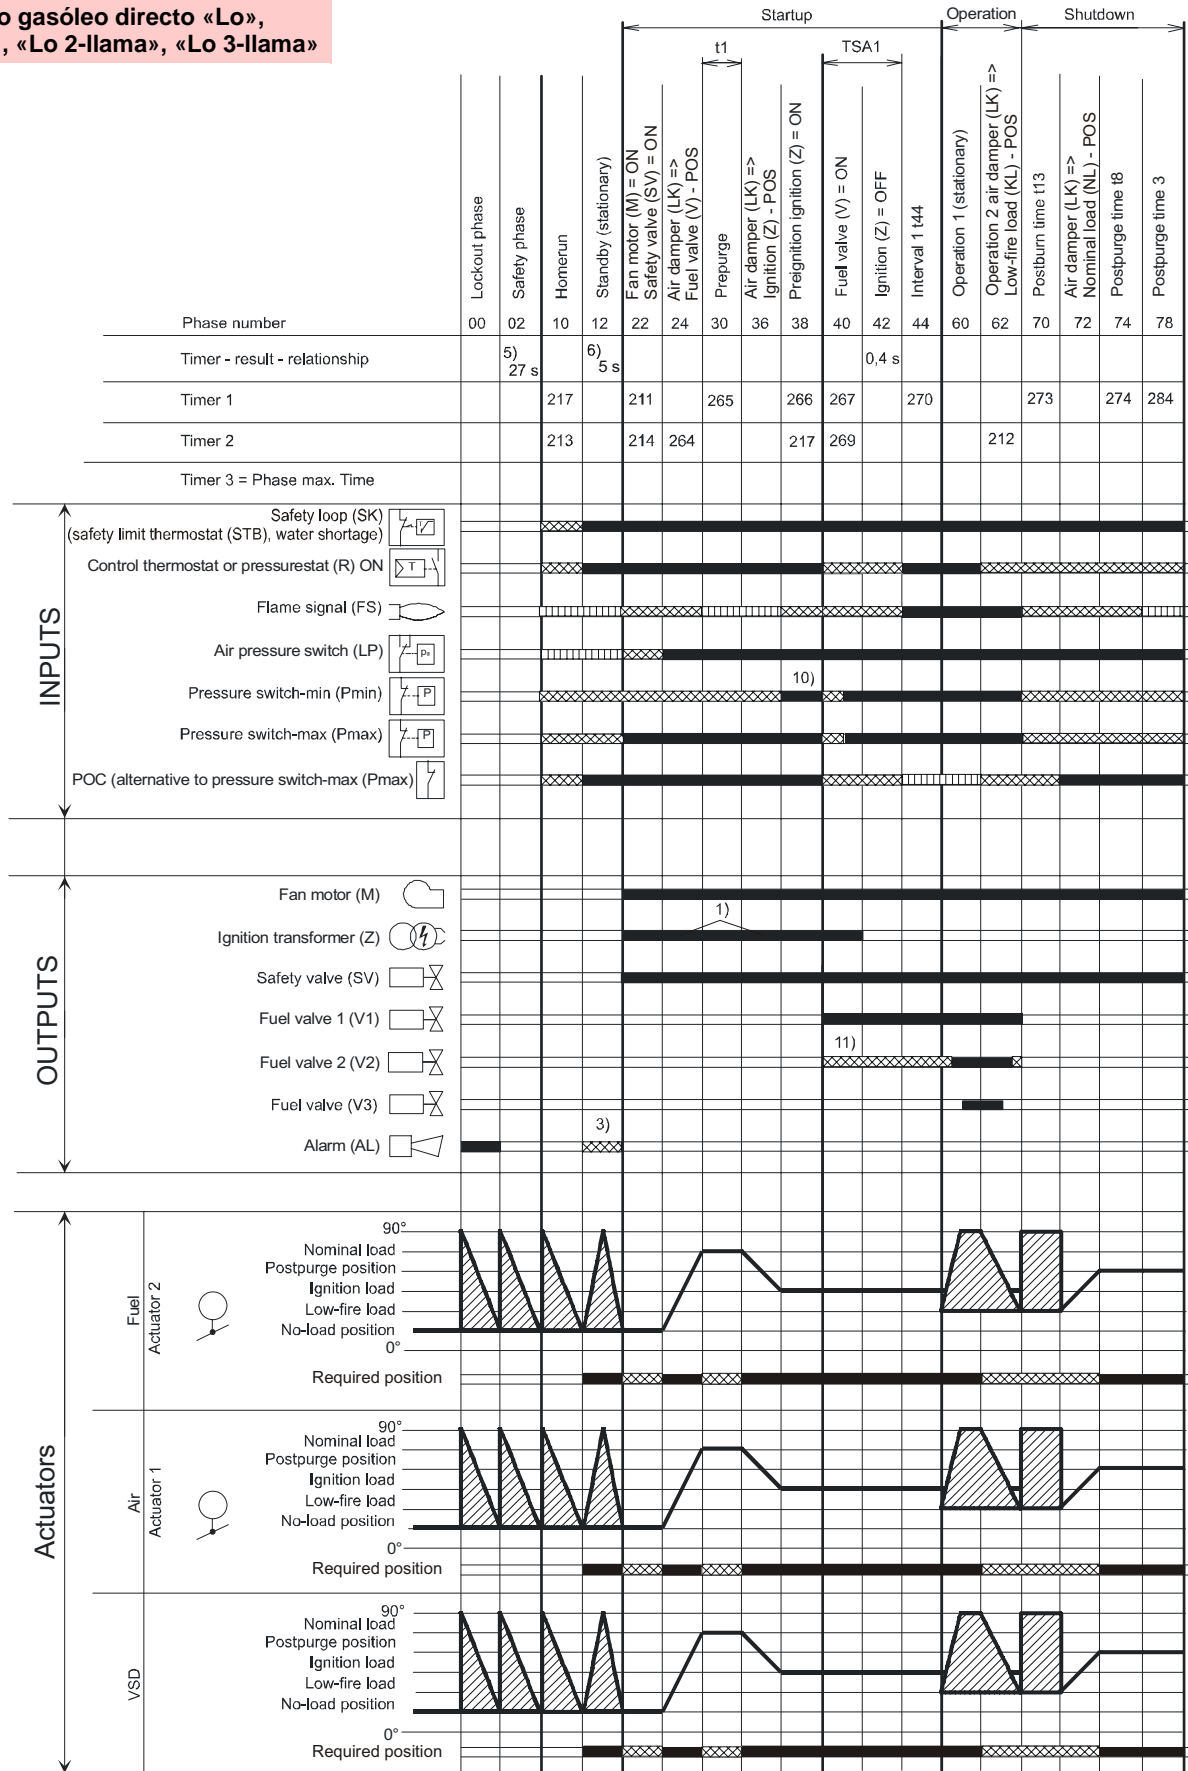 o gasóleo directo «Lo»,
, «Lo 2-llama», «Lo 3-llama»
Startup
Operation
Shutdown
t1
TSA1
Lockout phase
Safety phase
Homerun
Standby (stationary)
Fan motor (M) = ON
Safety valve (SV) = ON
Air damper (LK) =>
Fuel valve (V) - POS
Prepurge
Air damper (LK) =>
Ignition (Z) - POS
Preignition ignition (Z) = ON
Fuel valve (V) = ON
Ignition (Z) = OFF
Interval 1 t44
Operation 1 (stationary)
Operation 2 air damper (LK) =>
Low-fire load (KL) - POS
Postburn time t13
Air damper (LK) =>
Nominal load (NL) - POS
Postpurge time t8
Postpurge time 3
Phase number 00 02 10 12 22 24 30 36 38 40 42 44 60 62 70 72 74 78
Timer - result - relationship 5) 27 s 6) 5 s 0,4 s
Timer 1 217 211 265 266 267 270 273 274 284
Timer 2 213 214 264 217 269 212
Timer 3 = Phase max. Time
INPUTS
Safety loop (SK)
(safety limit thermostat (STB), water shortage)
Control thermostat or pressurestat (R) ON T
Flame signal (FS)
Air pressure switch (LP) pa
10)
Pressure switch-min (Pmin) P
Pressure switch-max (Pmax) P
POC (alternative to pressure switch-max (Pmax)
OUTPUTS
Fan motor (M)
1)
Ignition transformer (Z)
Safety valve (SV)
Fuel valve 1 (V1)
11)
Fuel valve 2 (V2)
Fuel valve (V3)
3)
Alarm (AL)
Actuators
Fuel
Actuator 2
90°
Nominal load
Postpurge position
Ignition load
Low-fire load
No-load position
0°
Required position
Air
Actuator 1
90°
Nominal load
Postpurge position
Ignition load
Low-fire load
No-load position
0°
Required position
VSD
90°
Nominal load
Postpurge position
Ignition load
Low-fire load
No-load position
0°
Required position